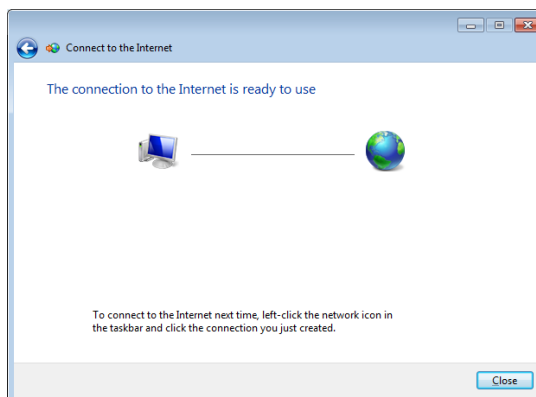 Connect to the Internet
The connection to the Internet is ready to use
To connect to the Internet next time, left-click the network icon in
the taskbar and click the connection you just created.
Close